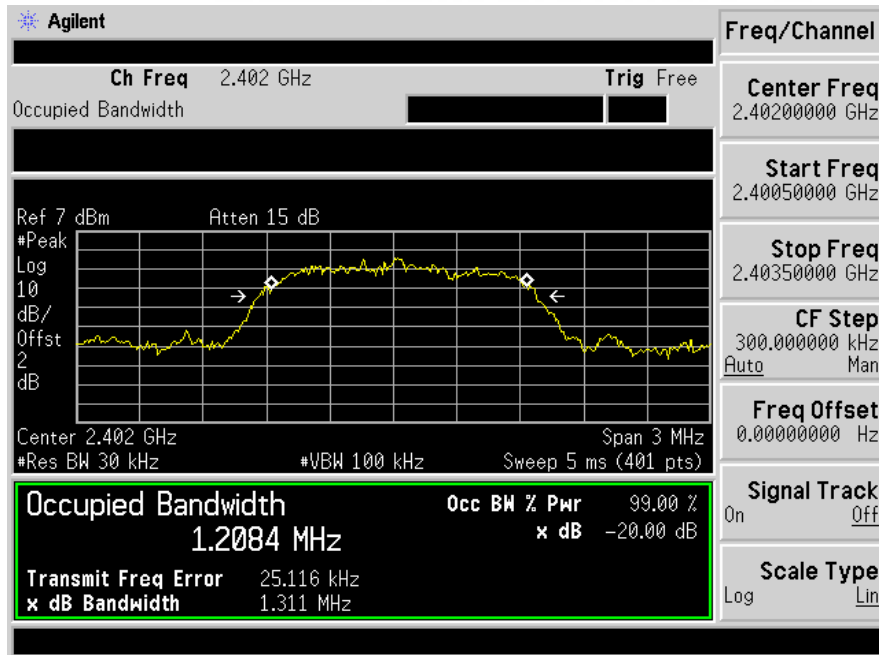 Agilent
Freq/Channel
Ch Freq 2.402 GHz Trig Free
Occupied Bandwidth
Center Freq
2.40200000 GHz
Start Freq
2.40050000 GHz
Stop Freq
2.40350000 GHz
CF Step
300.000000 kHz
Auto Man
Freq Offset
0.00000000 Hz
Signal Track
On Off
Scale Type
Log Lin
Ref 7 dBm Atten 15 dB
#Peak
Log
10
dB/
Offst
2
dB
Center 2.402 GHz Span 3 MHz
#Res BW 30 kHz #VBW 100 kHz Sweep 5 ms (401 pts)
Occupied Bandwidth
1.2084 MHz
Occ BW % Pwr 99.00 %
x dB -20.00 dB
Transmit Freq Error 25.116 kHz
x dB Bandwidth 1.311 MHz